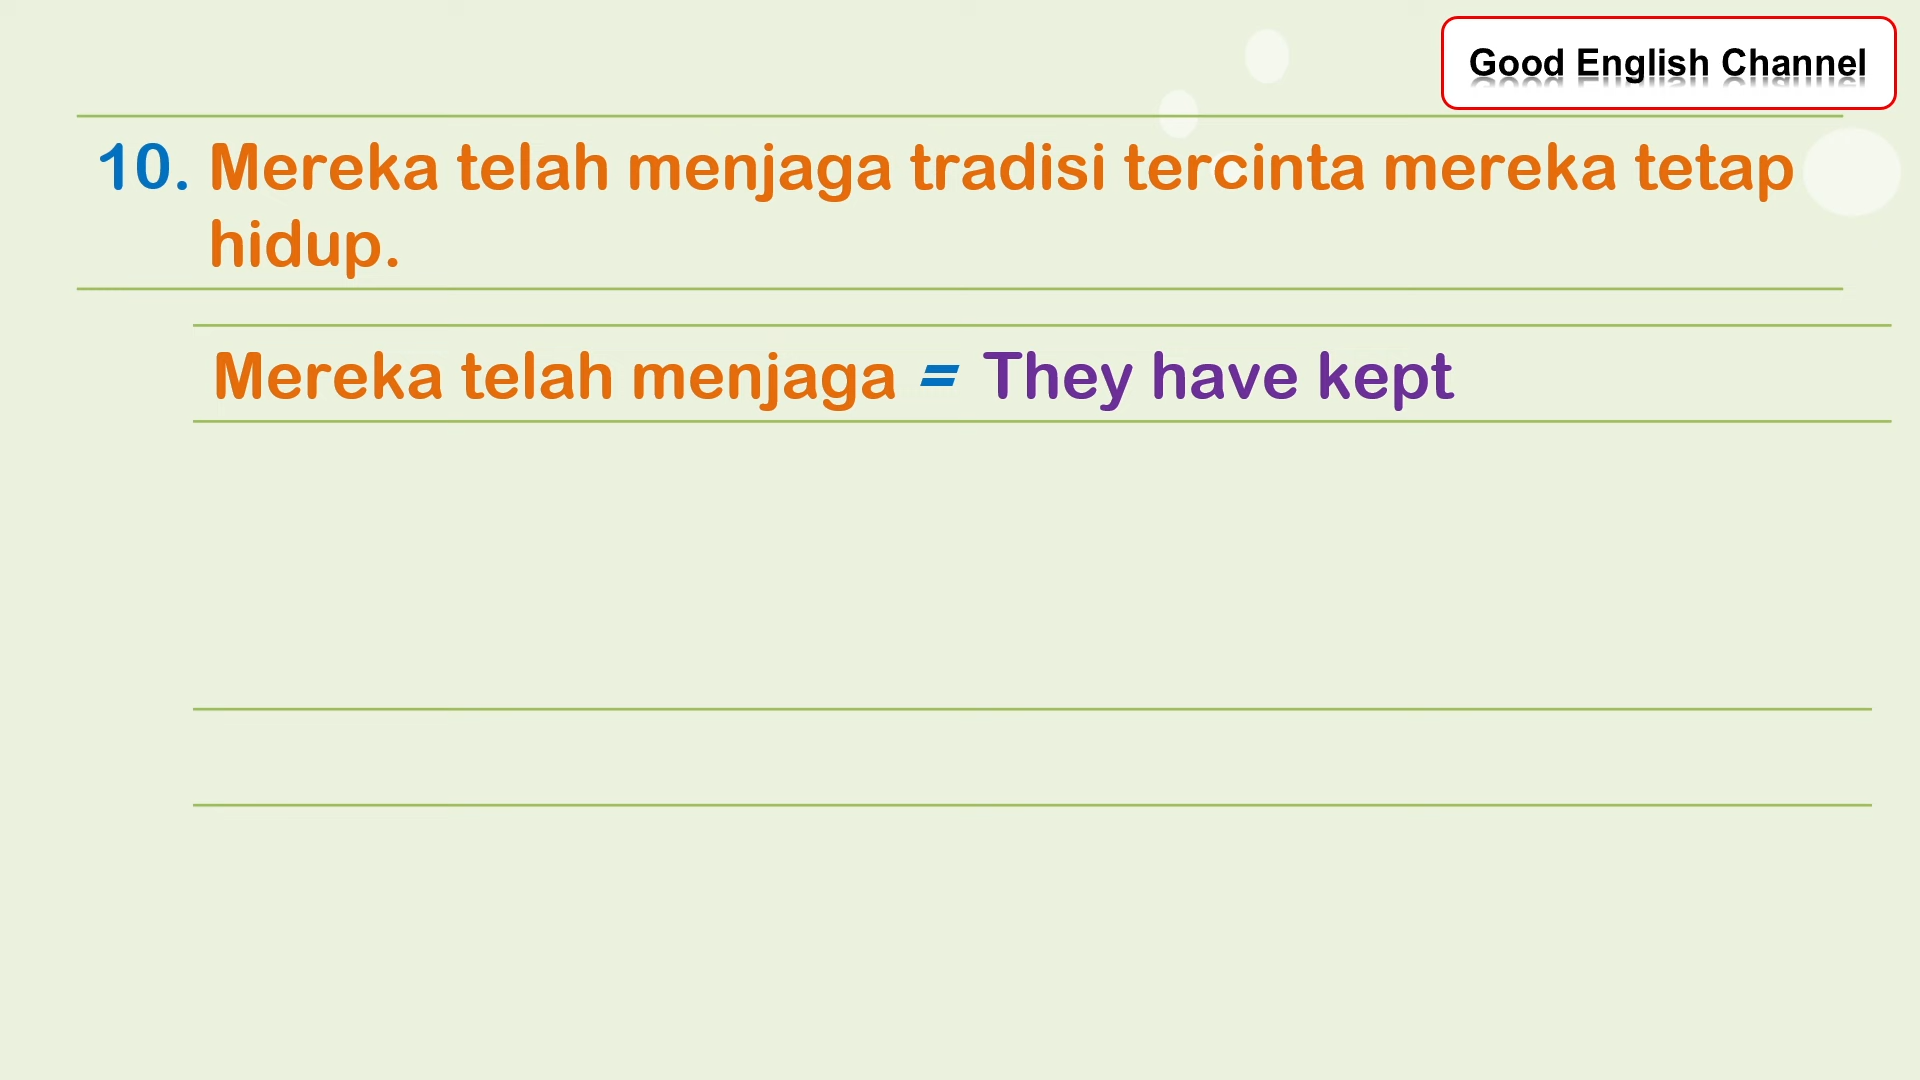 Good English Channel
10. Mereka telah menjaga tradisi tercinta mereka tetap
hidup.
Mereka telah menjaga = They have kept